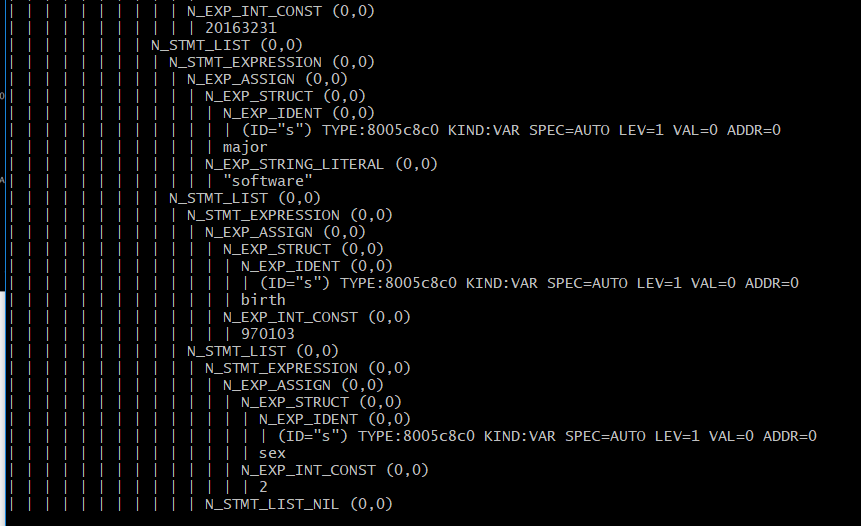 | | | | | | | | | | N_EXP_INT_CONST (0,0)
| | | | | | | | | | | 20163231
| | | | | | | | N_STMT_LIST (0,0)
| | | | | | | | | N_STMT_EXPRESSION (0,0)
| | | | | | | | | | N_EXP_ASSIGN (0,0)
| | | | | | | | | | | N_EXP_STRUCT (0,0)
| | | | | | | | | | | | N_EXP_IDENT (0,0)
| | | | | | | | | | | | | (ID="s") TYPE:8005c8c0 KIND:VAR SPEC=AUTO LEV=1 VAL=0 ADDR=0
| | | | | | | | | | | | major
| | | | | | | | | | | N_EXP_STRING_LITERAL (0,0)
| | | | | | | | | | | | "software"
| | | | | | | | | N_STMT_LIST (0,0)
| | | | | | | | | | N_STMT_EXPRESSION (0,0)
| | | | | | | | | | | N_EXP_ASSIGN (0,0)
| | | | | | | | | | | | N_EXP_STRUCT (0,0)
| | | | | | | | | | | | | N_EXP_IDENT (0,0)
| | | | | | | | | | | | | | (ID="s") TYPE:8005c8c0 KIND:VAR SPEC=AUTO LEV=1 VAL=0 ADDR=0
| | | | | | | | | | | | | birth
| | | | | | | | | | | | N_EXP_INT_CONST (0,0)
| | | | | | | | | | | | | 970103
| | | | | | | | | | N_STMT_LIST (0,0)
| | | | | | | | | | | N_STMT_EXPRESSION (0,0)
| | | | | | | | | | | | N_EXP_ASSIGN (0,0)
| | | | | | | | | | | | | N_EXP_STRUCT (0,0)
| | | | | | | | | | | | | | N_EXP_IDENT (0,0)
| | | | | | | | | | | | | | | (ID="s") TYPE:8005c8c0 KIND:VAR SPEC=AUTO LEV=1 VAL=0 ADDR=0
| | | | | | | | | | | | | | sex
| | | | | | | | | | | | | N_EXP_INT_CONST (0,0)
| | | | | | | | | | | | | | 2
| | | | | | | | | | | N_STMT_LIST_NIL (0,0)